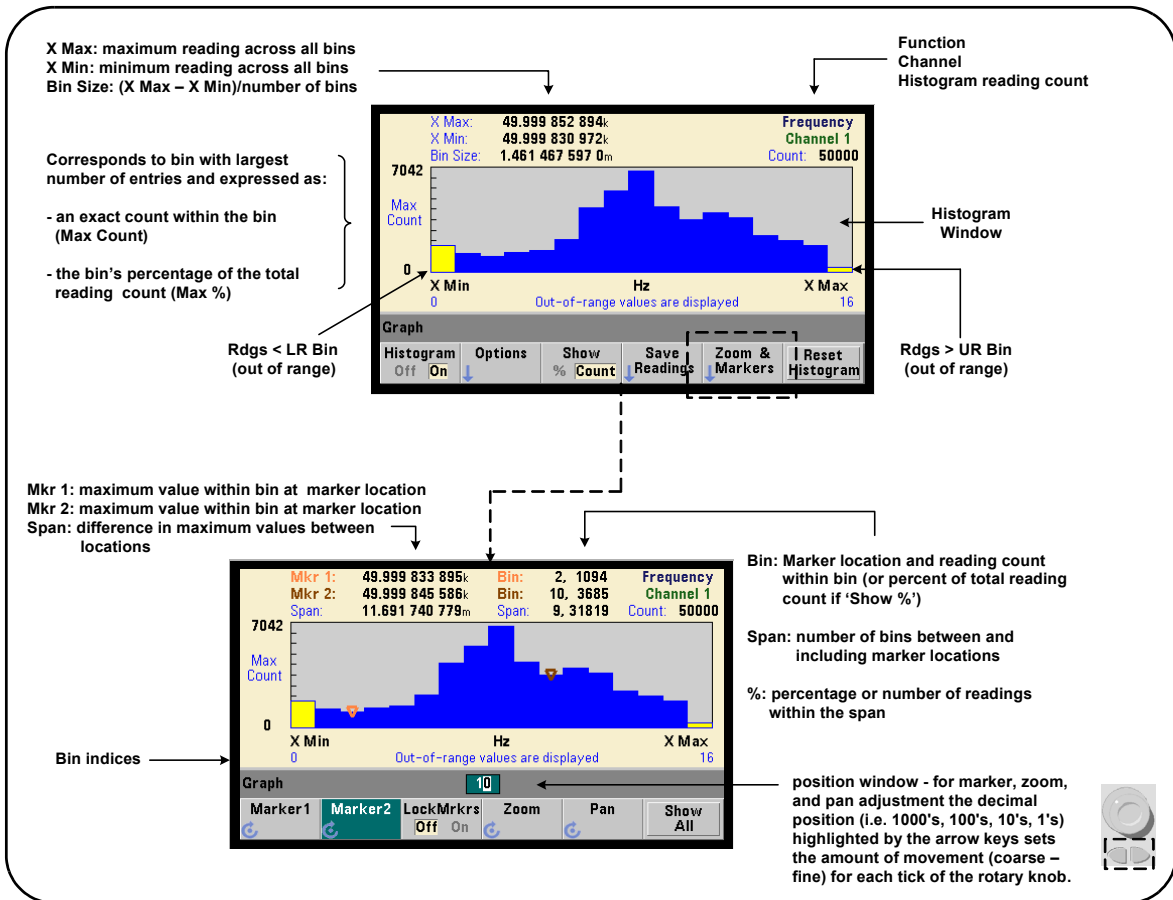 X Max: maximum reading across all bins
X Min: minimum reading across all bins
Bin Size: (X Max – X Min)/number of bins
Function
Channel
Histogram reading count
X Max: 49.999 852 894k
X Min: 49.999 830 972k
Bin Size: 1.461 467 597 0m
Frequency
Channel 1
Count: 50000
Corresponds to bin with largest
number of entries and expressed as:
- an exact count within the bin
(Max Count)
- the bin's percentage of the total
reading count (Max %)
7042
Max
Count
0
X Min
Hz
X Max
0
Out-of-range values are displayed
16
Histogram
Window
Rdgs < LR Bin
(out of range)
Rdgs > UR Bin
(out of range)
Graph
Histogram
Off On
Options
Show
% Count
Save
Readings
Zoom &
Markers
Reset
Histogram
Mkr 1: maximum value within bin at marker location
Mkr 2: maximum value within bin at marker location
Span: difference in maximum values between
locations
Mkr 1: 49.999 833 895k Bin: 2, 1094 Frequency
Mkr 2: 49.999 845 586k Bin: 10, 3685 Channel 1
Span: 11.691 740 779m Span: 9, 31819 Count: 50000
7042
Max
Count
0
X Min
Hz
X Max
0
Out-of-range values are displayed
16
Bin: Marker location and reading count
within bin (or percent of total reading
count if 'Show %')
Span: number of bins between and
including marker locations
%: percentage or number of readings
within the span
Bin indices
Graph
10
Marker1
Marker2
LockMrkrs
Off On
Zoom
Pan
Show
All
position window - for marker, zoom,
and pan adjustment the decimal
position (i.e. 1000's, 100's, 10's, 1's)
highlighted by the arrow keys sets
the amount of movement (coarse –
fine) for each tick of the rotary knob.